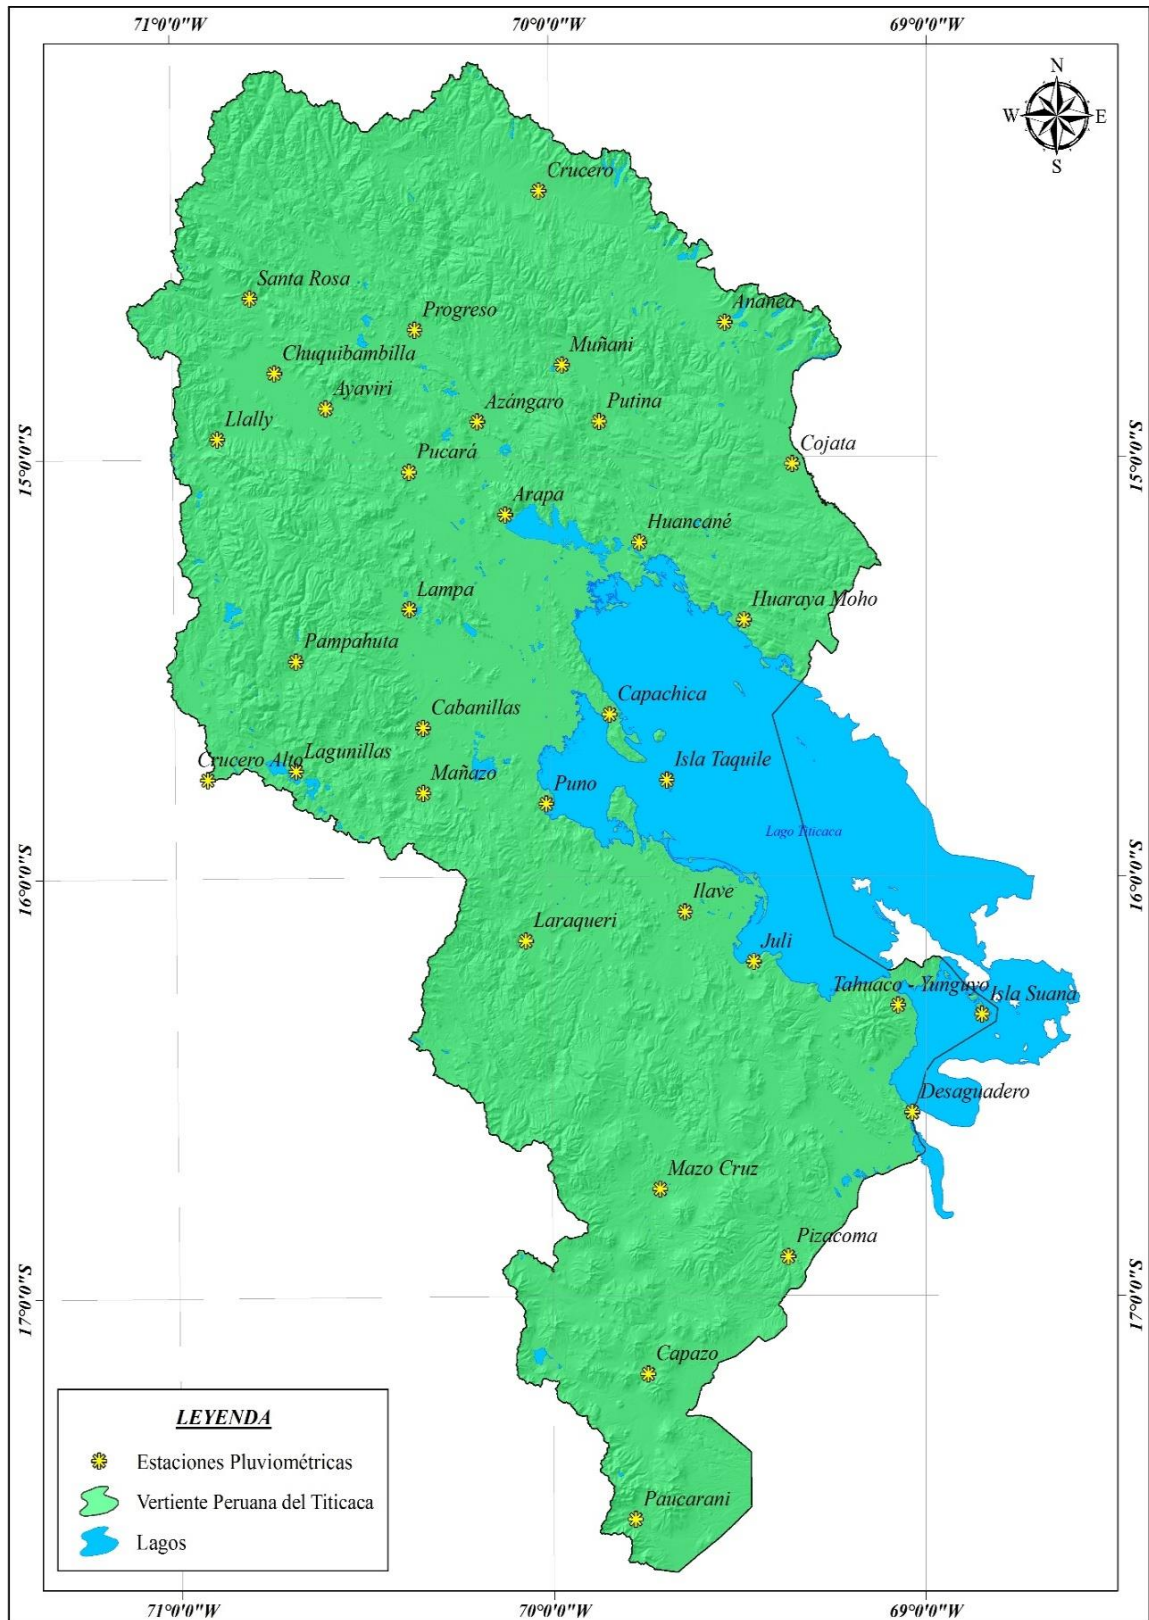 71°0'0"W
70°0'0"W
69°0'0"W
N
W
E
S
Crucero
Santa Rosa
Ananea
Progreso
Muñani
Chuquibambilla
Ayaviri
Azángaro
Putina
Llally
Cojata
Pucará
15°0'0"S
15°0'0"S
Arapa
Huancané
Lampa
Huaraya Moho
Pampahuta
Capachica
Cabanillas
Crucero Alto
Lagunillas
Mañazo
Isla Taquile
Puno
Lago Titicaca
16°0'0"S
16°0'0"S
Ilave
Laraqueri
Juli
Tahuaco - Yunguyo
Isla Suana
Desaguadero
Mazo Cruz
Pizacoma
17°0'0"S
17°0'0"S
Capazo
LEYENDA
Estaciones Pluviométricas
Vertiente Peruana del Titicaca
Lagos
Paucarani
71°0'0"W
70°0'0"W
69°0'0"W